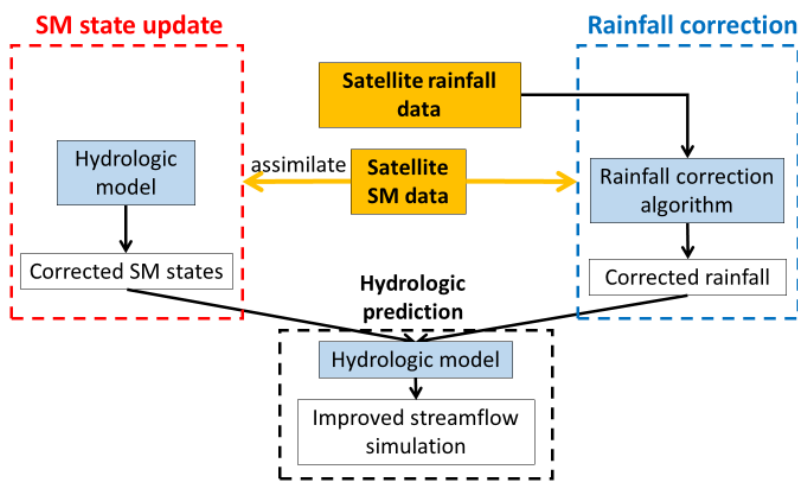 SM state update
Rainfall correction
Satellite rainfall
data
Hydrologic
model
assimilate
Satellite
SM data
Rainfall correction
algorithm
Corrected SM states
Corrected rainfall
Hydrologic
prediction
Hydrologic model
Improved streamflow
simulation